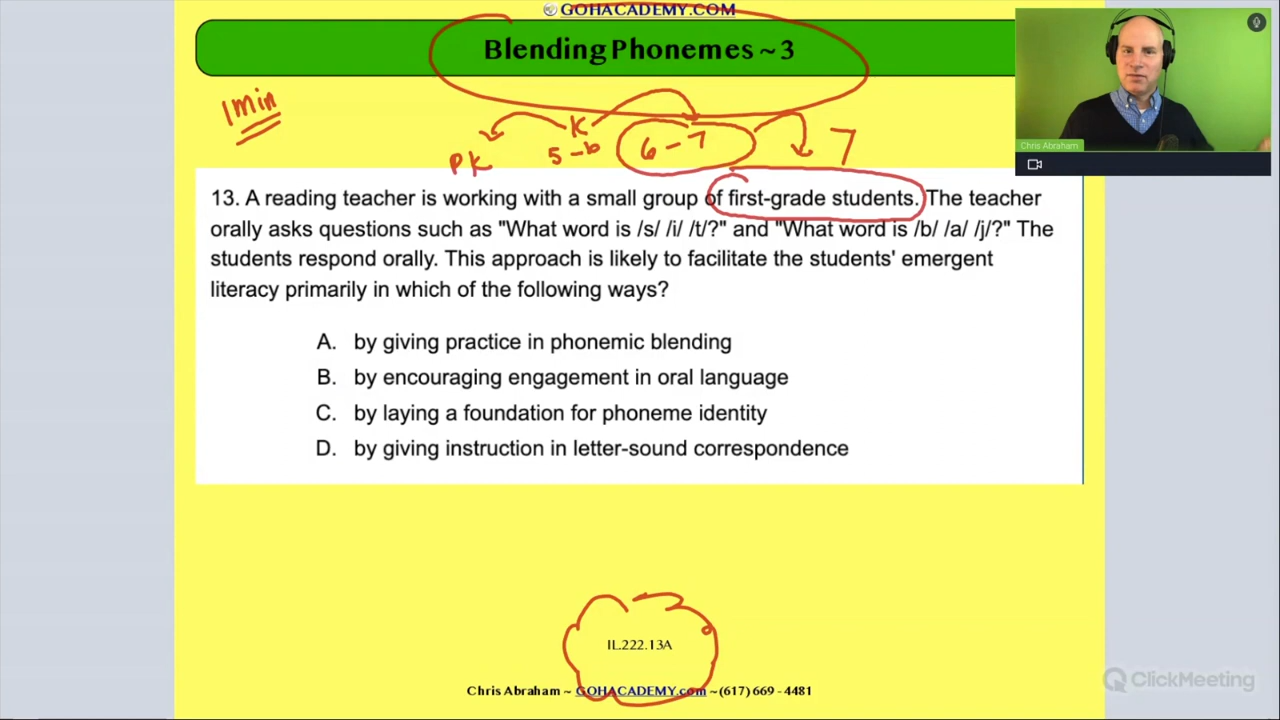 GOHACADEMY.COM
Blending Phonemes ~ 3
1 min
K
PK 5-6 6-7 7
Chris Abraham
13. A reading teacher is working with a small group of first-grade students. The teacher
orally asks questions such as "What word is /s/ /i/ /t/?" and "What word is /b/ /a/ /j/?" The
students respond orally. This approach is likely to facilitate the students' emergent
literacy primarily in which of the following ways?
A. by giving practice in phonemic blending
B. by encouraging engagement in oral language
C. by laying a foundation for phoneme identity
D. by giving instruction in letter-sound correspondence
IL.222.13A
Chris Abraham ~ GOHACADEMY.com ~(617) 669 - 4481
ClickMeeting